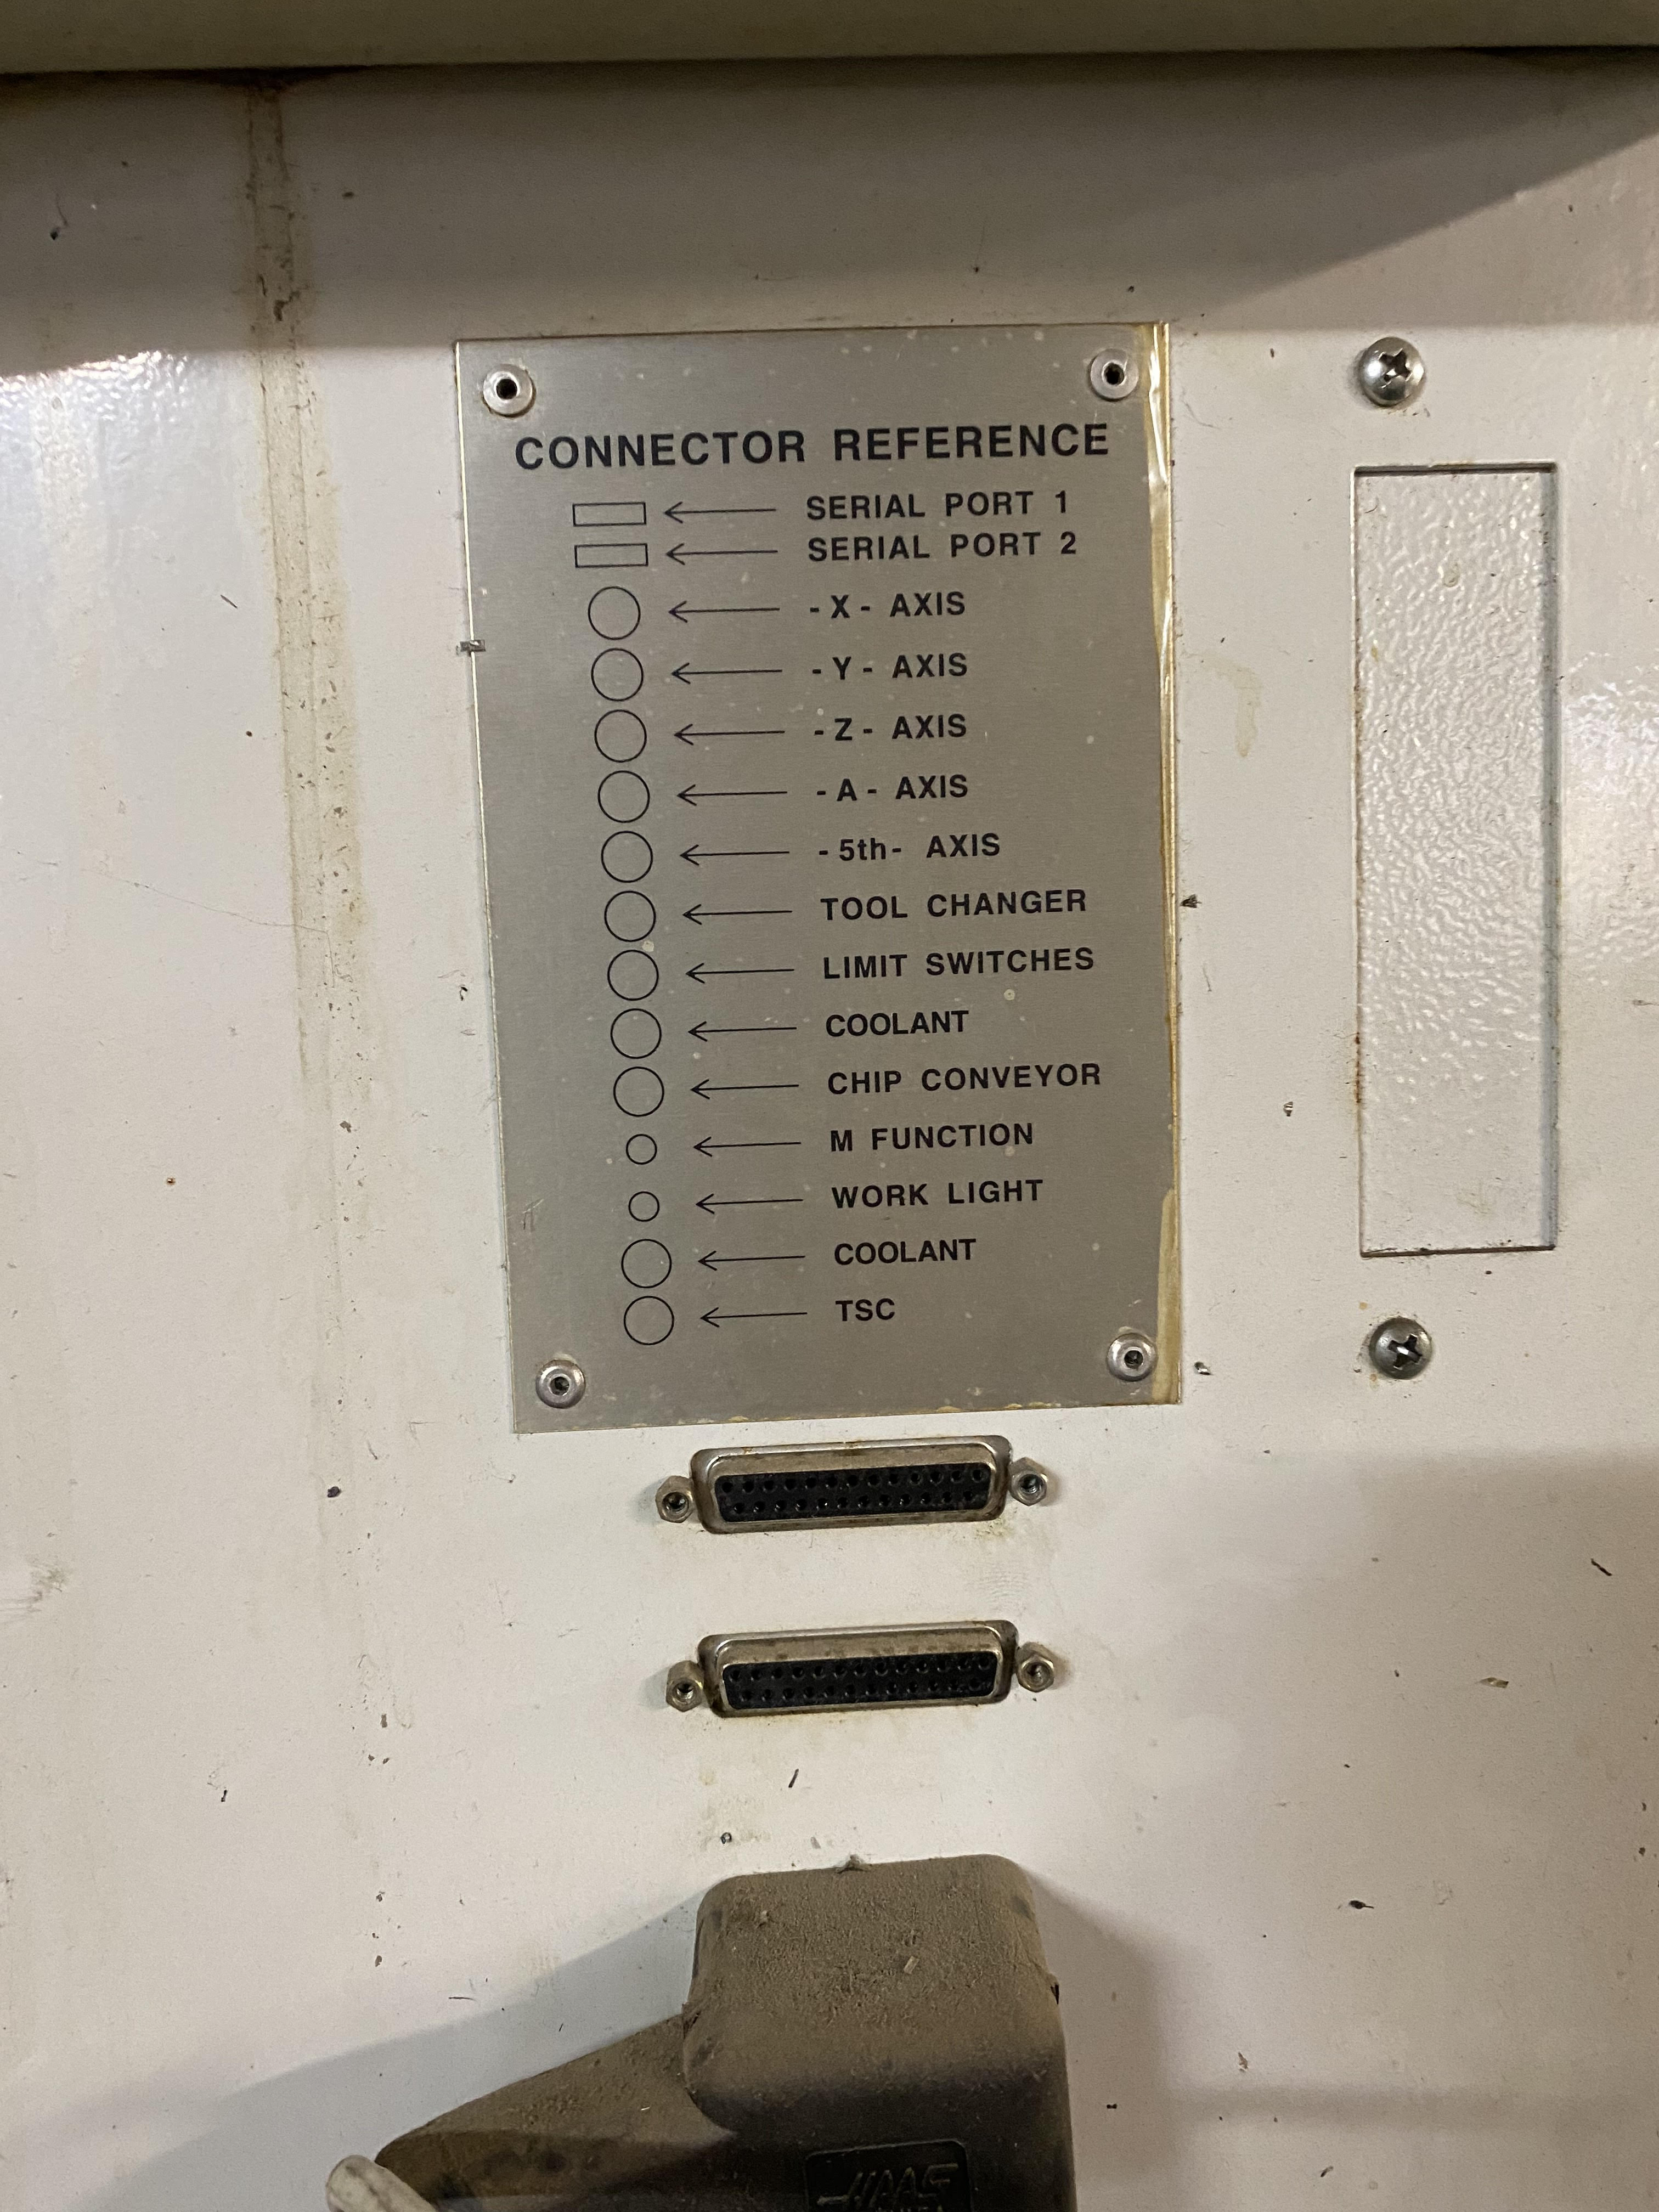 CONNECTOR REFERENCE
SERIAL PORT 1
SERIAL PORT 2
-X- AXIS
-Y- AXIS
-Z- AXIS
-A- AXIS
-5th- AXIS
TOOL CHANGER
LIMIT SWITCHES
COOLANT
CHIP CONVEYOR
M FUNCTION
WORK LIGHT
COOLANT
TSC